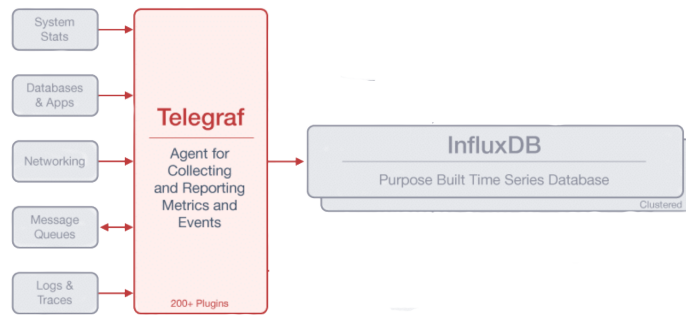 System
Stats
Databases
& Apps
Networking
Message
Queues
Logs &
Traces
Telegraf
Agent for
Collecting
and Reporting
Metrics and
Events
200+ Plugins
InfluxDB
Purpose Built Time Series Database
Clustered